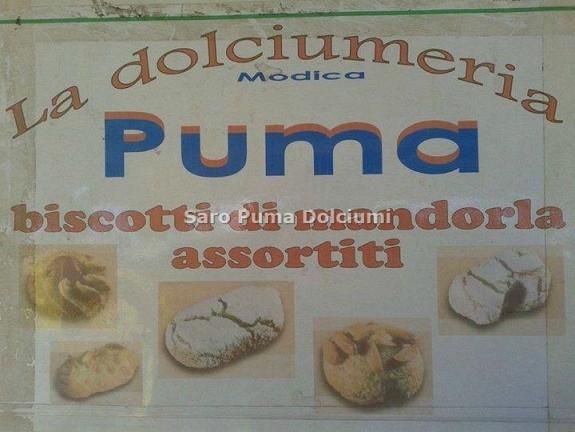 La dolciumeria
Modica
Puma
biscotti di mandorla
Saro Puma Dolciumi
assortiti